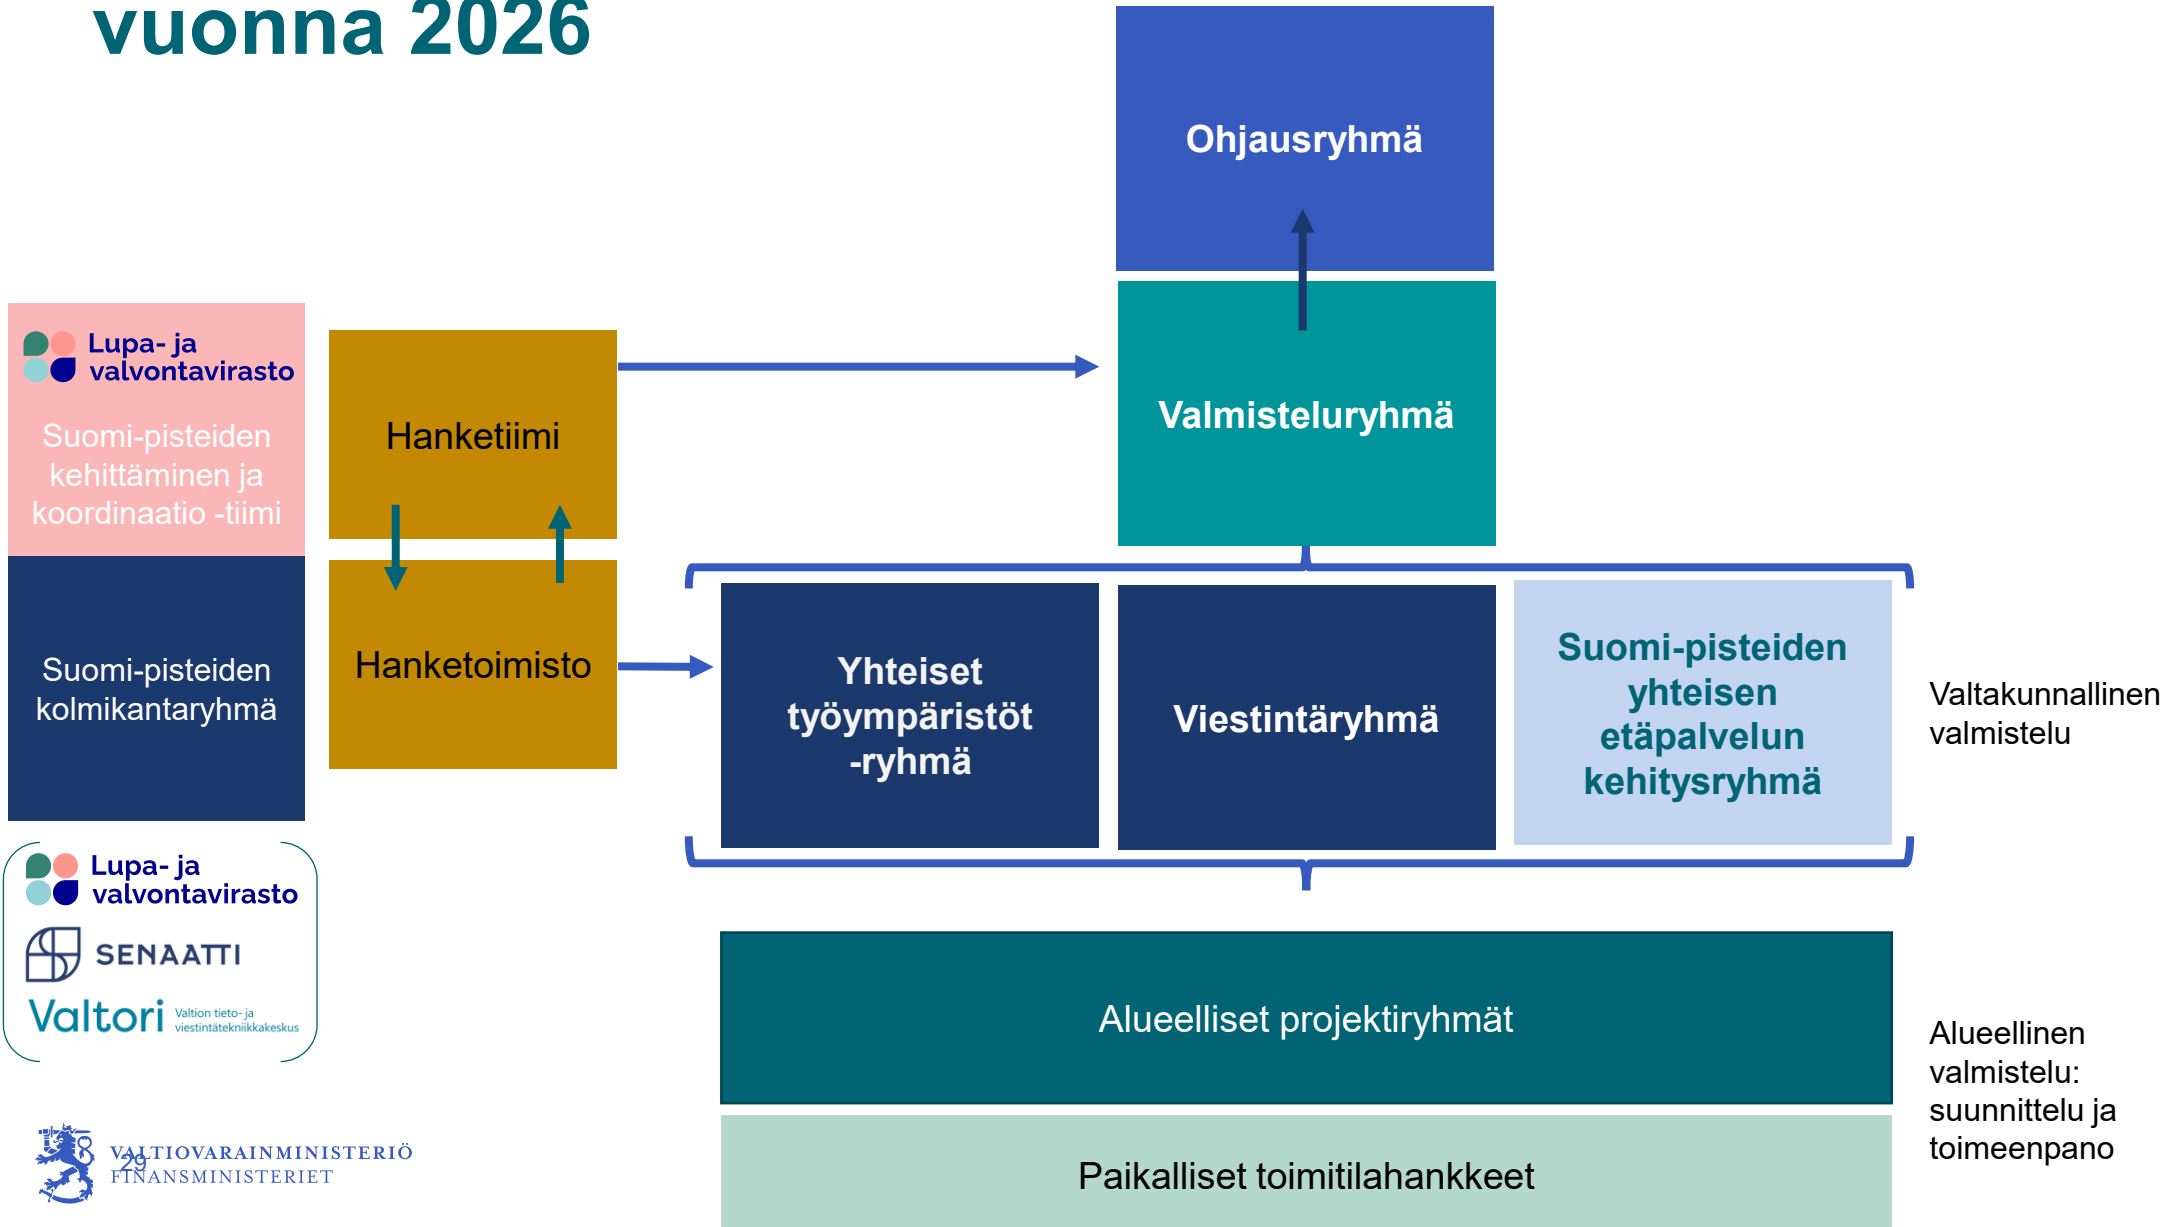 vuonna 2026
Ohjausryhmä
Valmisteluryhmä
Lupa- ja
valvontavirasto
Suomi-pisteiden
kehittäminen ja
koordinaatio -tiimi
Suomi-pisteiden
kolmikantaryhmä
Hanketiimi
Hanketoimisto
Yhteiset
työympäristöt
-ryhmä
Viestintäryhmä
Suomi-pisteiden
yhteisen
etäpalvelun
kehitysryhmä
Valtakunnallinen
valmistelu
Lupa- ja
valvontavirasto
SENAATTI
Valtori
Valtion tieto- ja
viestintätekniikkakeskus
Alueelliset projektiryhmät
Paikalliset toimitilahankkeet
Alueellinen
valmistelu:
suunnittelu ja
toimeenpano
VALTIOVARAINMINISTERIÖ
29
FINANSMINISTERIET